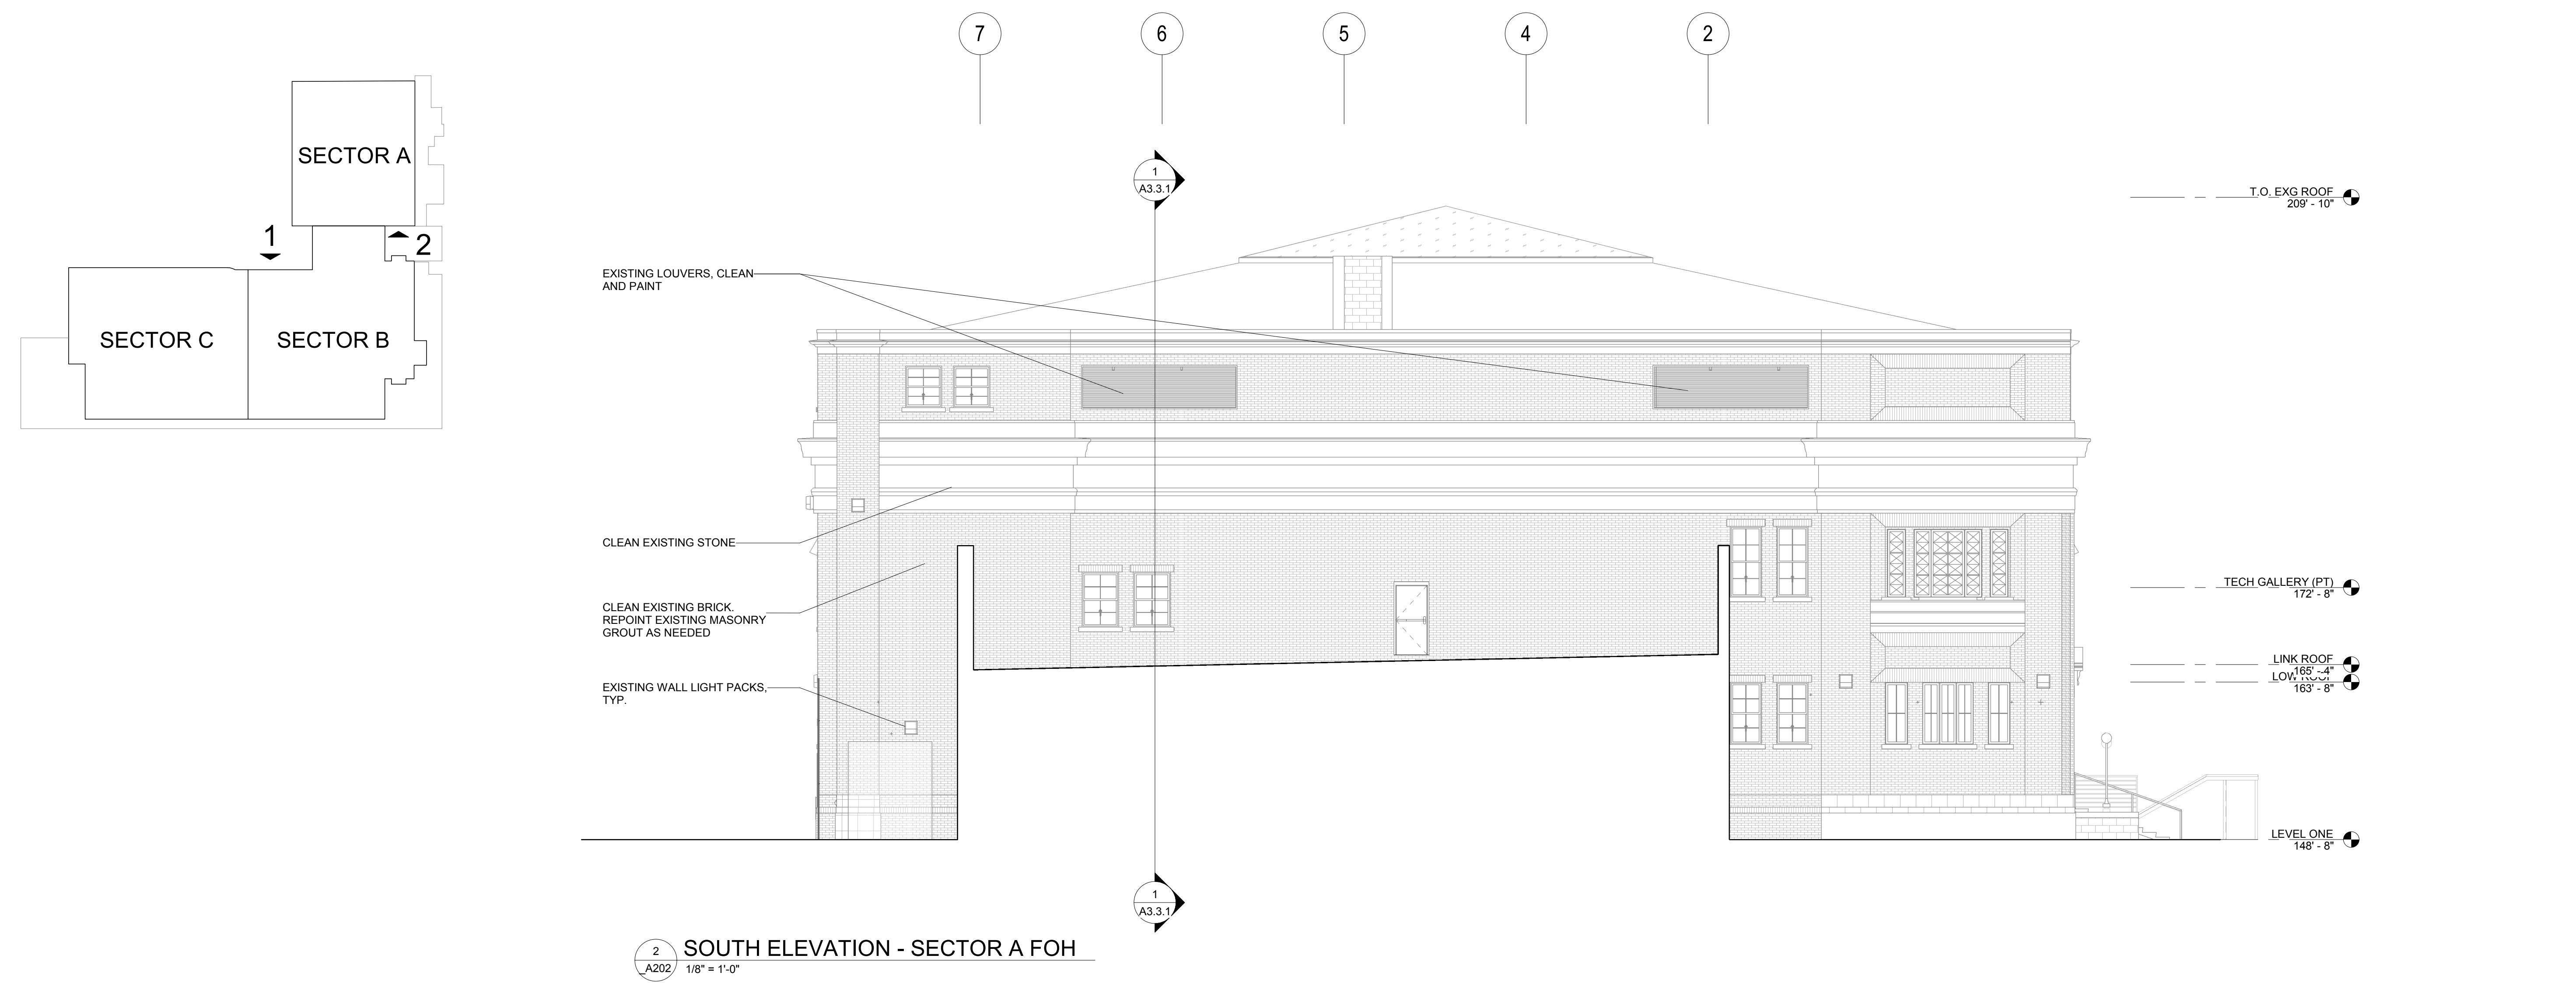 7 6 5 4 2
SECTOR A
1
2
SECTOR C
SECTOR B
1
A3.3.1
T.O. EXG ROOF
209' - 10"
EXISTING LOUVERS, CLEAN
AND PAINT
CLEAN EXISTING STONE
TECH GALLERY (PT)
172' - 8"
CLEAN EXISTING BRICK.
REPOINT EXISTING MASONRY
GROUT AS NEEDED
LINK ROOF
165' - 4"
LOW ROOF
163' - 8"
EXISTING WALL LIGHT PACKS,
TYP.
LEVEL ONE
148' - 8"
1
A3.3.1
2
_A202
SOUTH ELEVATION - SECTOR A FOH
1/8" = 1'-0"